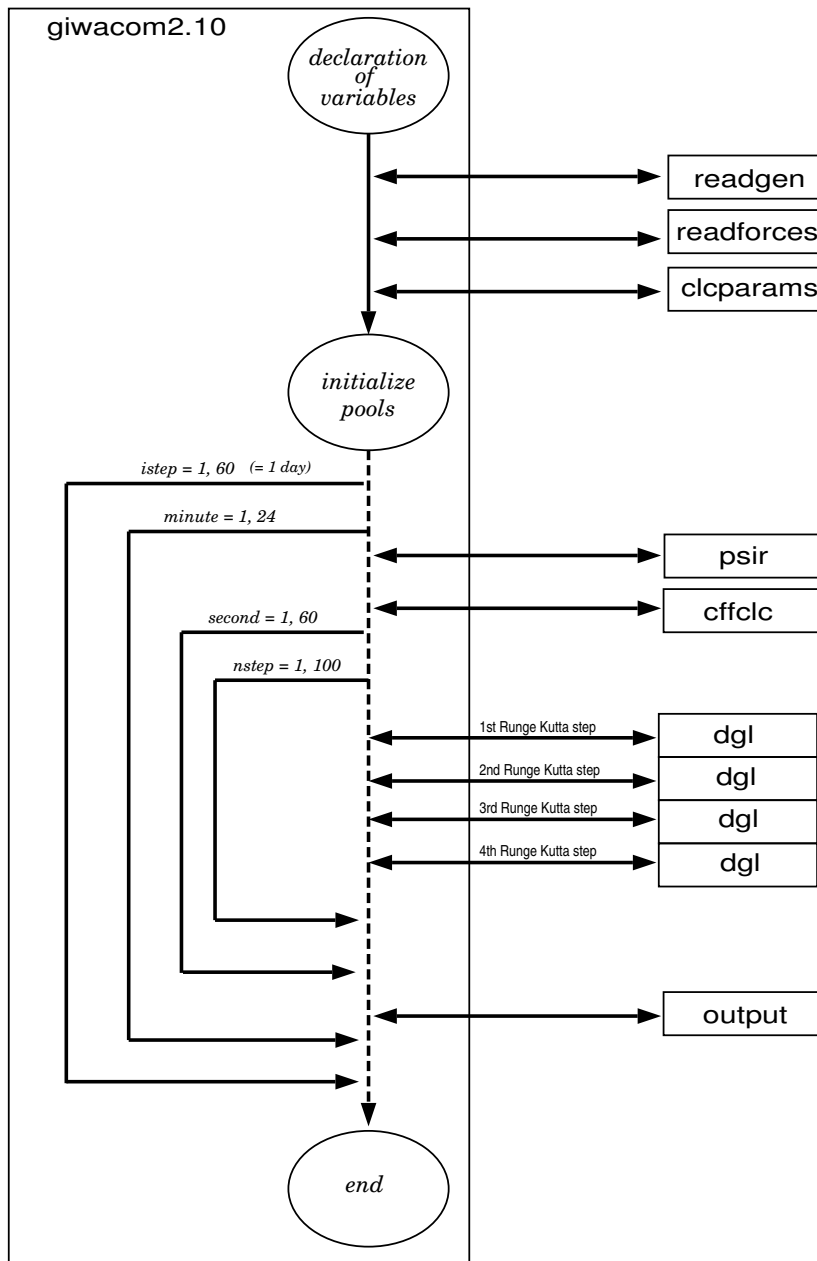 giwacom2.10
declaration
of
variables
readgen
readforces
clcparams
initialize
pools
istep = 1, 60 (= 1 day)
minute = 1, 24
psir
cffclc
second = 1, 60
nstep = 1, 100
1st Runge Kutta step
dgl
2nd Runge Kutta step
dgl
3rd Runge Kutta step
dgl
4th Runge Kutta step
dgl
output
end